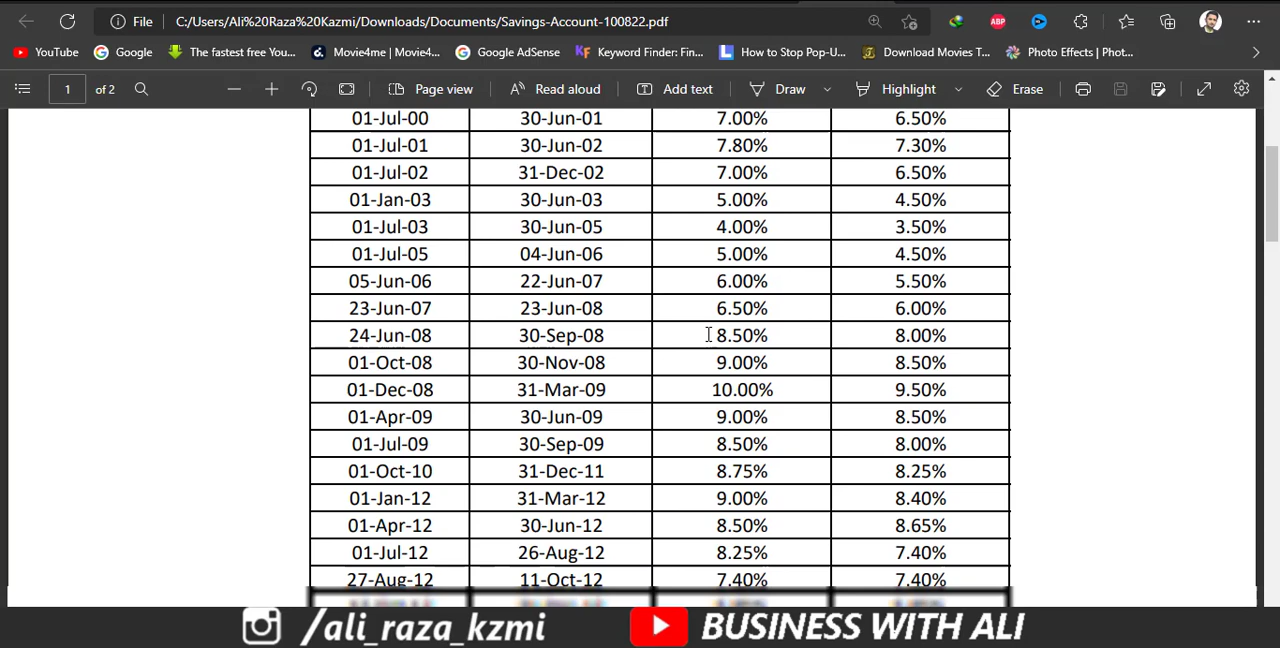 File C:/Users/Ali%20Raza%20Kazmi/Downloads/Documents/Savings-Account-100822.pdf ABP
YouTube Google The fastest free You... Movie4me | Movie4... Google AdSense KF Keyword Finder: Fin... How to Stop Pop-U... Download Movies T... Photo Effects | Phot...
1 of 2 Page view Read aloud Add text Draw Highlight Erase
01-Jul-00 30-Jun-01 7.00% 6.50%
01-Jul-01 30-Jun-02 7.80% 7.30%
01-Jul-02 31-Dec-02 7.00% 6.50%
01-Jan-03 30-Jun-03 5.00% 4.50%
01-Jul-03 30-Jun-05 4.00% 3.50%
01-Jul-05 04-Jun-06 5.00% 4.50%
05-Jun-06 22-Jun-07 6.00% 5.50%
23-Jun-07 23-Jun-08 6.50% 6.00%
24-Jun-08 30-Sep-08 8.50% 8.00%
01-Oct-08 30-Nov-08 9.00% 8.50%
01-Dec-08 31-Mar-09 10.00% 9.50%
01-Apr-09 30-Jun-09 9.00% 8.50%
01-Jul-09 30-Sep-09 8.50% 8.00%
01-Oct-10 31-Dec-11 8.75% 8.25%
01-Jan-12 31-Mar-12 9.00% 8.40%
01-Apr-12 30-Jun-12 8.50% 8.65%
01-Jul-12 26-Aug-12 8.25% 7.40%
27-Aug-12 11-Oct-12 7.40% 7.40%
/ali_raza_kzmi BUSINESS WITH ALI